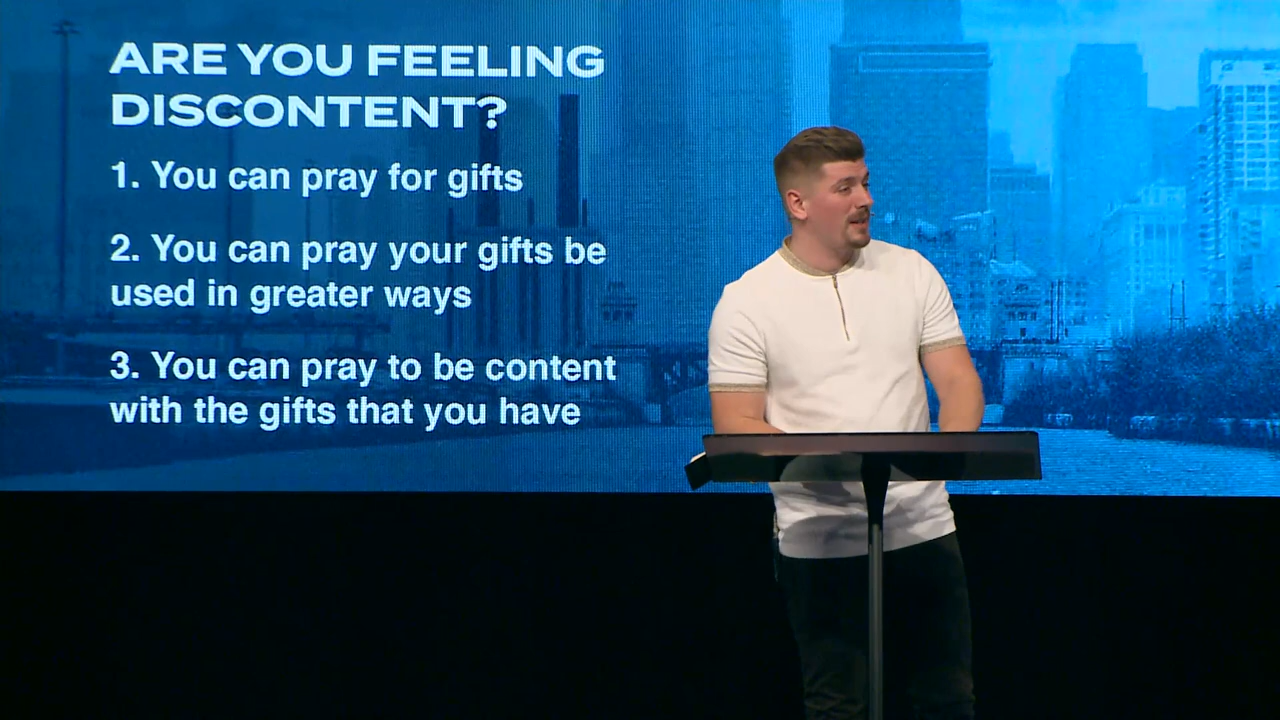 ARE YOU FEELING
DISCONTENT?
1. You can pray for gifts
2. You can pray your gifts be
used in greater ways
3. You can pray to be content
with the gifts that you have